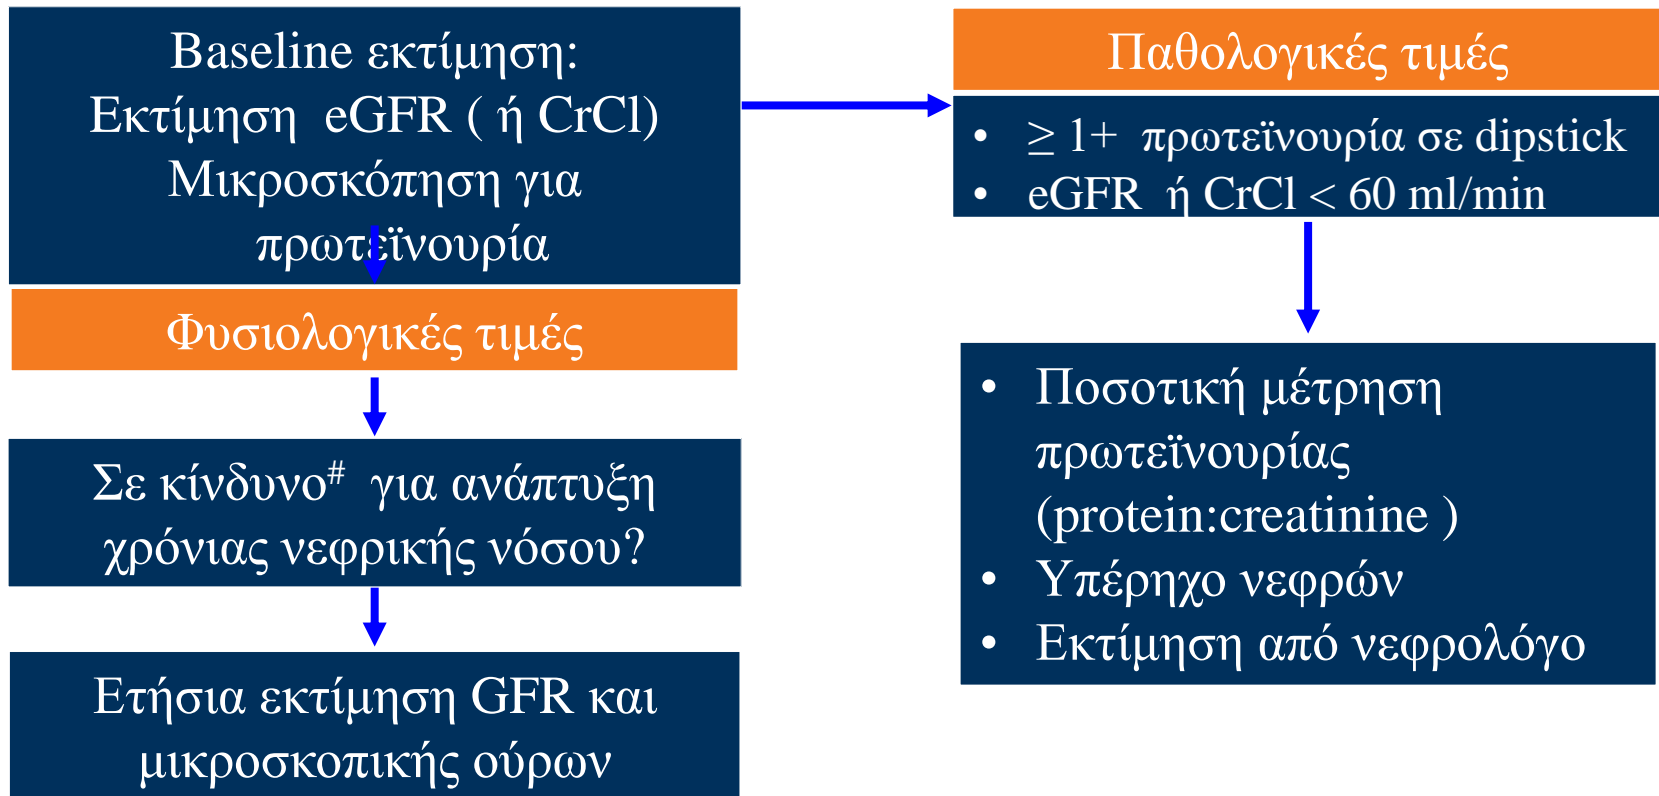 Baseline εκτίμηση:
Εκτίμηση eGFR ( ή CrCl)
Μικροσκόπηση για
πρωτεϊνουρία
Φυσιολογικές τιμές
Σε κίνδυνο# για ανάπτυξη
χρόνιας νεφρικής νόσου?
Ετήσια εκτίμηση GFR και
μικροσκοπικής ούρων
Παθολογικές τιμές
• ≥ 1+ πρωτεϊνουρία σε dipstick
• eGFR ή CrCl < 60 ml/min
• Ποσοτική μέτρηση
πρωτεϊνουρίας
(protein:creatinine )
• Υπέρηχο νεφρών
• Εκτίμηση από νεφρολόγο